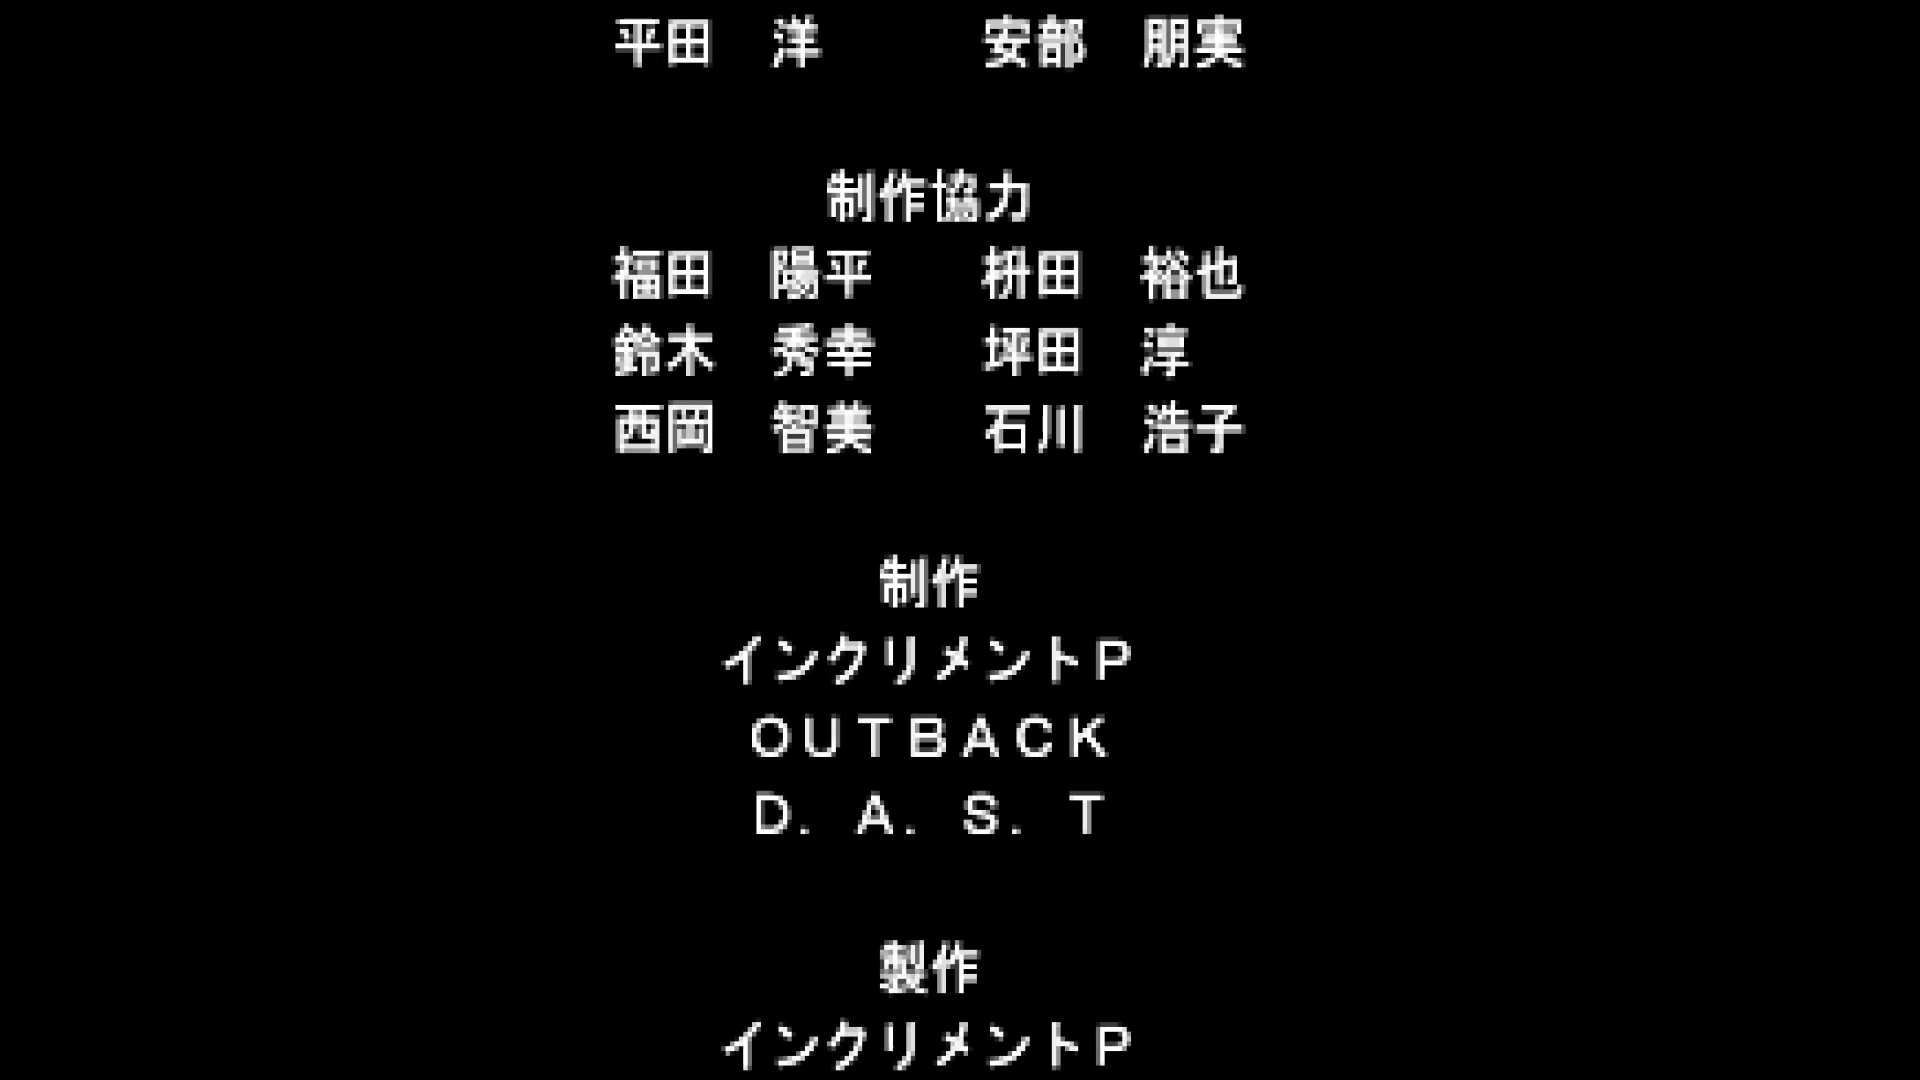 平田　洋　　　安部　朋実
制作協力
福田　陽平　　枡田　裕也
鈴木　秀幸　　坪田　淳
西岡　智美　　石川　浩子
制作
インクリメントＰ
ＯＵＴＢＡＣＫ
Ｄ．Ａ．Ｓ．Ｔ
製作
インクリメントＰ